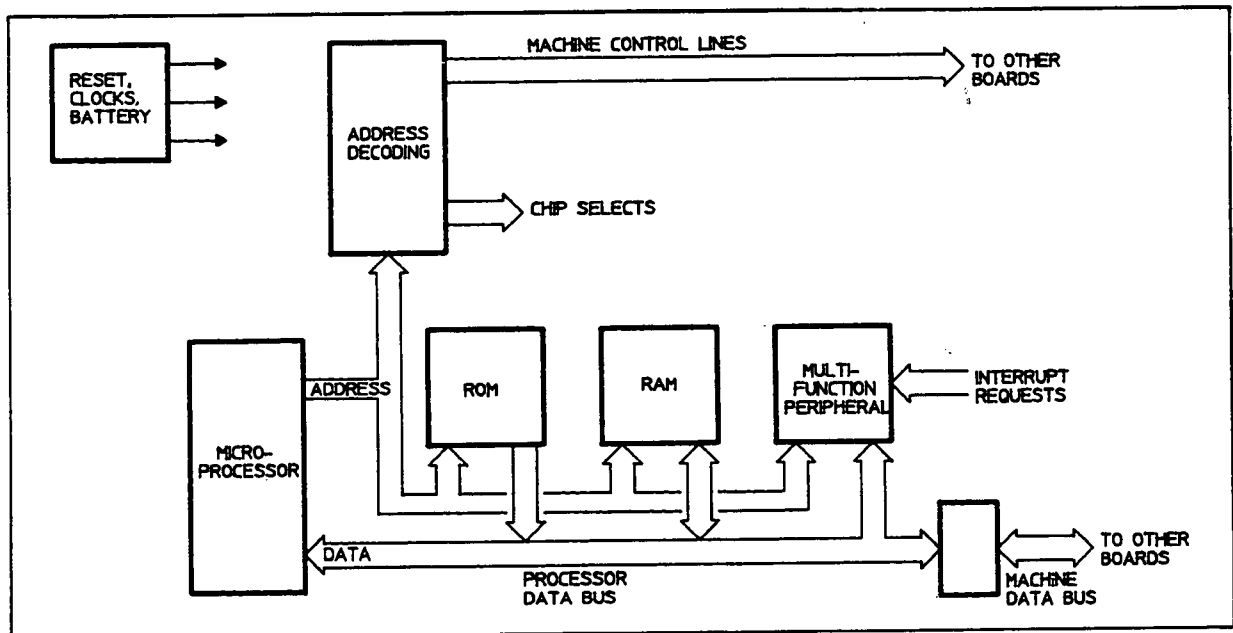 RESET,
CLOCKS,
BATTERY
MACHINE CONTROL LINES
TO OTHER
BOARDS
ADDRESS
DECODING
CHIP SELECTS
ADDRESS
ROM
RAM
MULTI-
FUNCTION
PERIPHERAL
INTERRUPT
REQUESTS
MICRO-
PROCESSOR
DATA
PROCESSOR
DATA BUS
MACHINE
DATA BUS
TO OTHER
BOARDS